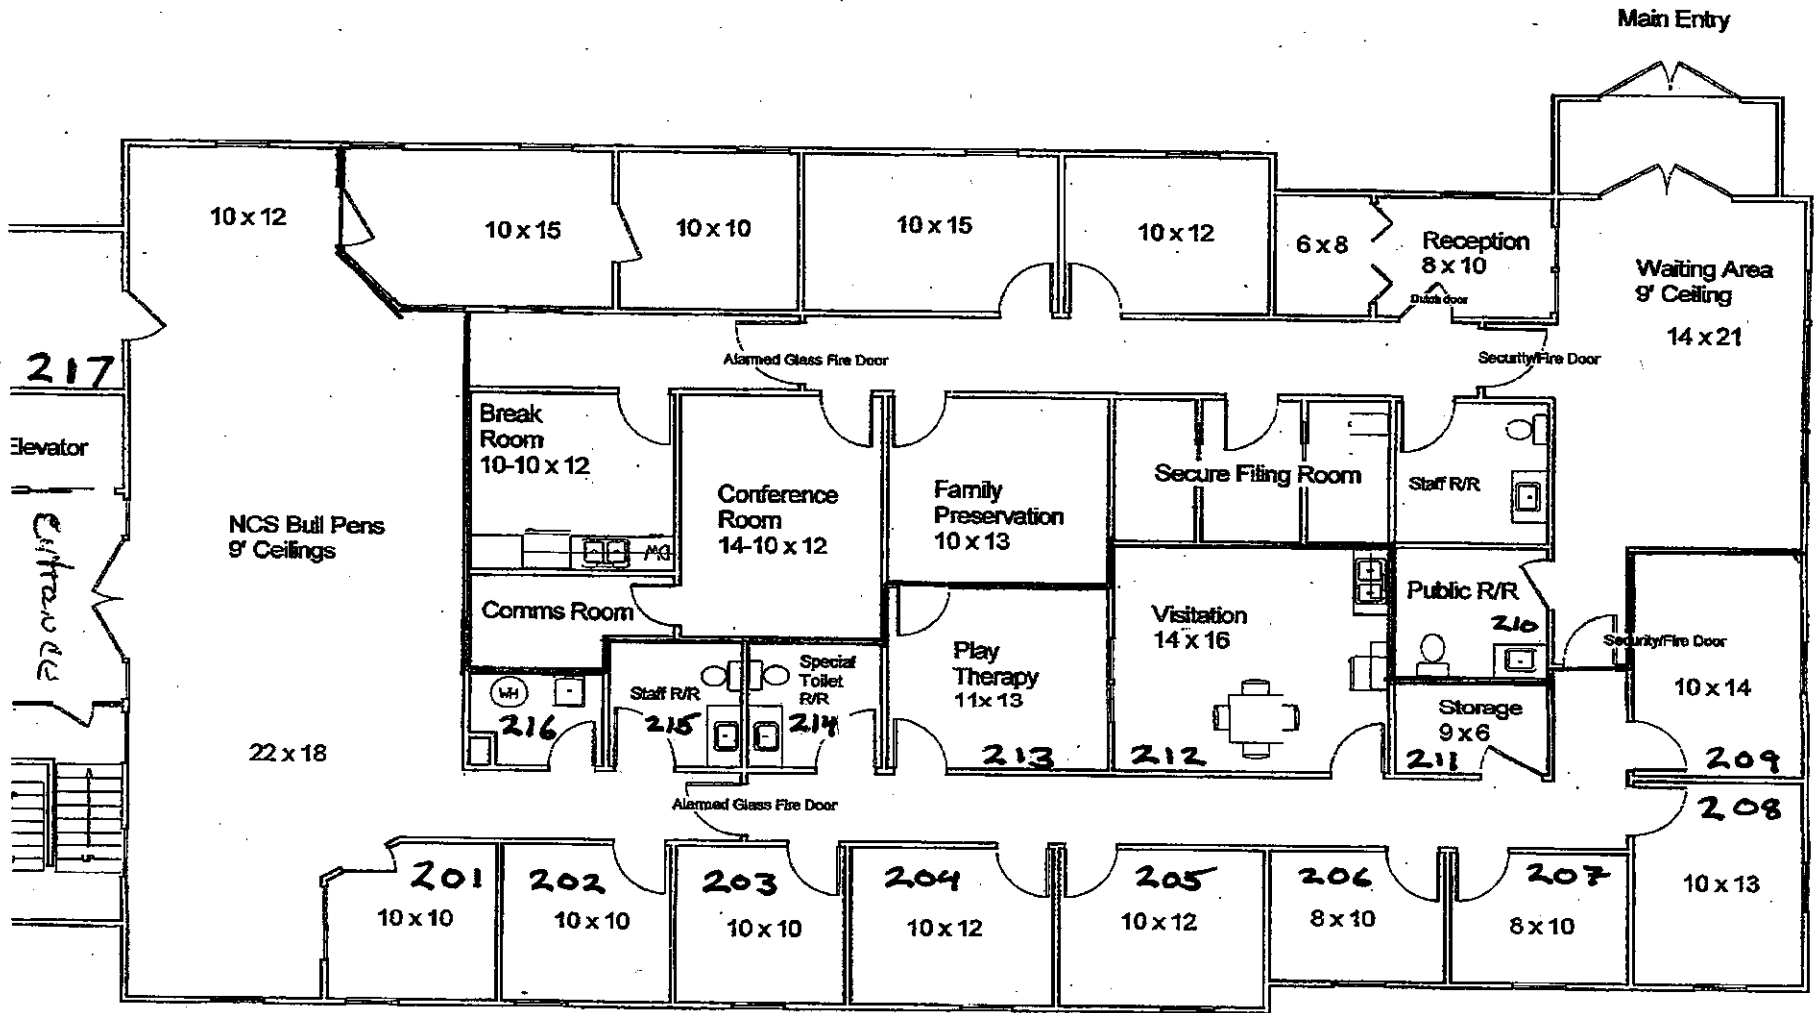 Main Entry
10 x 12
10 x 15
10 x 10
10 x 15
10 x 12
6 x 8
Reception
8 x 10
Dutch door
Waiting Area
9' Ceiling
14 x 21
217
Alarmed Glass Fire Door
Security/Fire Door
Elevator
Break
Room
10-10 x 12
DW
Conference
Room
14-10 x 12
Family
Preservation
10 x 13
Secure Filing Room
Staff R/R
NCS Bull Pens
9' Ceilings
Entrance
Comms Room
Play
Therapy
11x 13
213
Visitation
14 x 16
212
Public R/R
210
Security/Fire Door
10 x 14
209
WH
216
Staff R/R
215
Special
Toilet
R/R
214
Storage
9 x 6
211
22 x 18
Alarmed Glass Fire Door
208
10 x 13
201
10 x 10
202
10 x 10
203
10 x 10
204
10 x 12
205
10 x 12
206
8 x 10
207
8 x 10